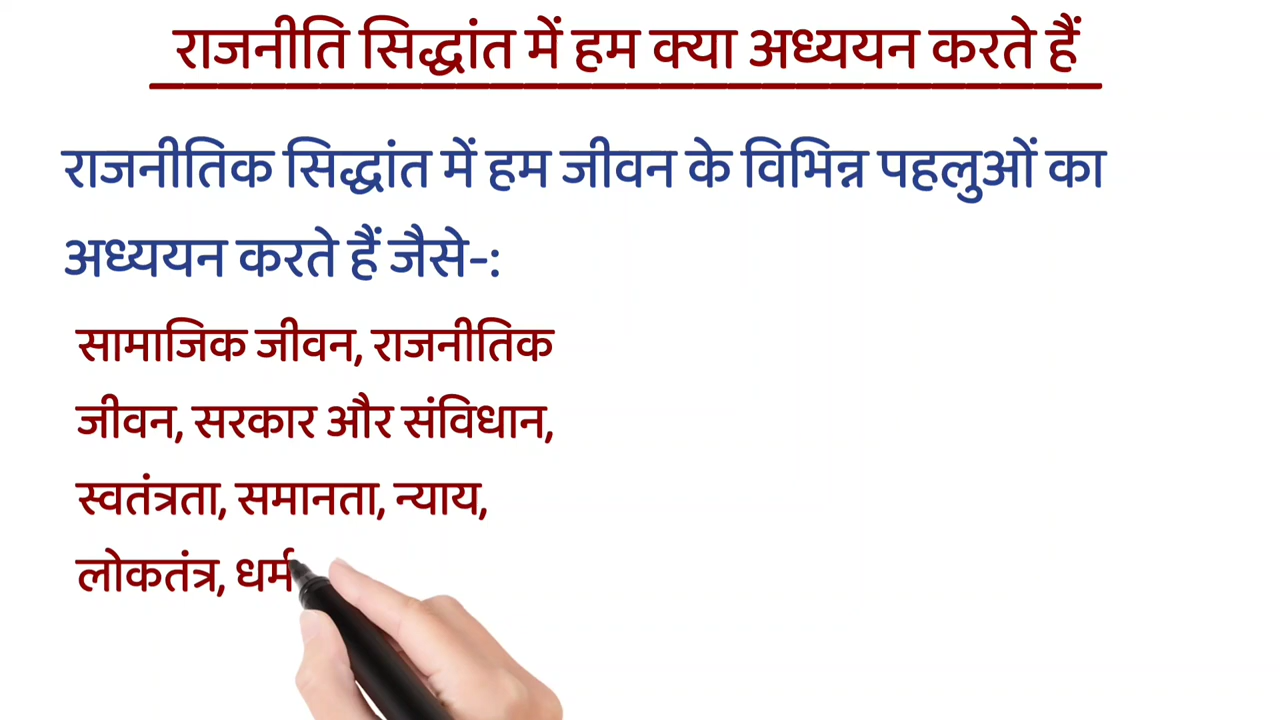 राजनीति सिद्धांत में हम क्या अध्ययन करते हैं
राजनीतिक सिद्धांत में हम जीवन के विभिन्न पहलुओं का
अध्ययन करते हैं जैसे-:
सामाजिक जीवन, राजनीतिक
जीवन, सरकार और संविधान,
स्वतंत्रता, समानता, न्याय,
लोकतंत्र, धर्म